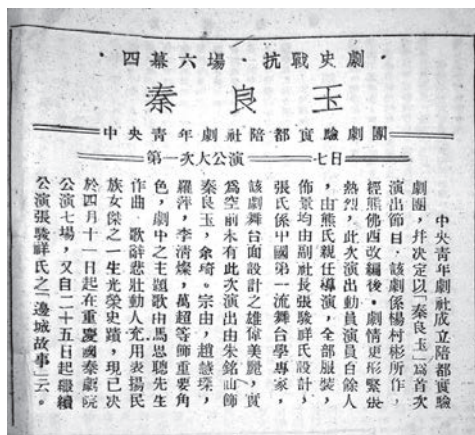 ·四幕六場·抗戰史劇·
秦良玉
中央青年劇社陪都實驗劇團
第一次大公演——七日
中央青年劇社成立陪都實驗
劇團,幷决定以「秦良玉」爲首次
演出節目,該劇係楊村彬所作,
經熊佛西改編後,劇情更形緊張
熱烈,此次演出動員演員百餘人
,由熊氏親任導演,全部服裝,
佈景均由副社長張駿祥氏設計,
張氏係中國第一流舞台學專家,
該劇舞台面設計之雄偉美麗,實
爲空前未有此次演出由朱銘仙飾
秦良玉,余琦。宗由,趙越琛,
羅萍,李清燦,萬超等飾重要角
色,劇中之主題歌由馬思聰先生
作曲,歌辭悲壯動人充用表揚民
族女傑之一生光榮史蹟,現已决
於四月十一日起在重慶國泰劇院
公演七場,又自二十五日起繼續
公演張駿祥氏之「邊城故事」云。